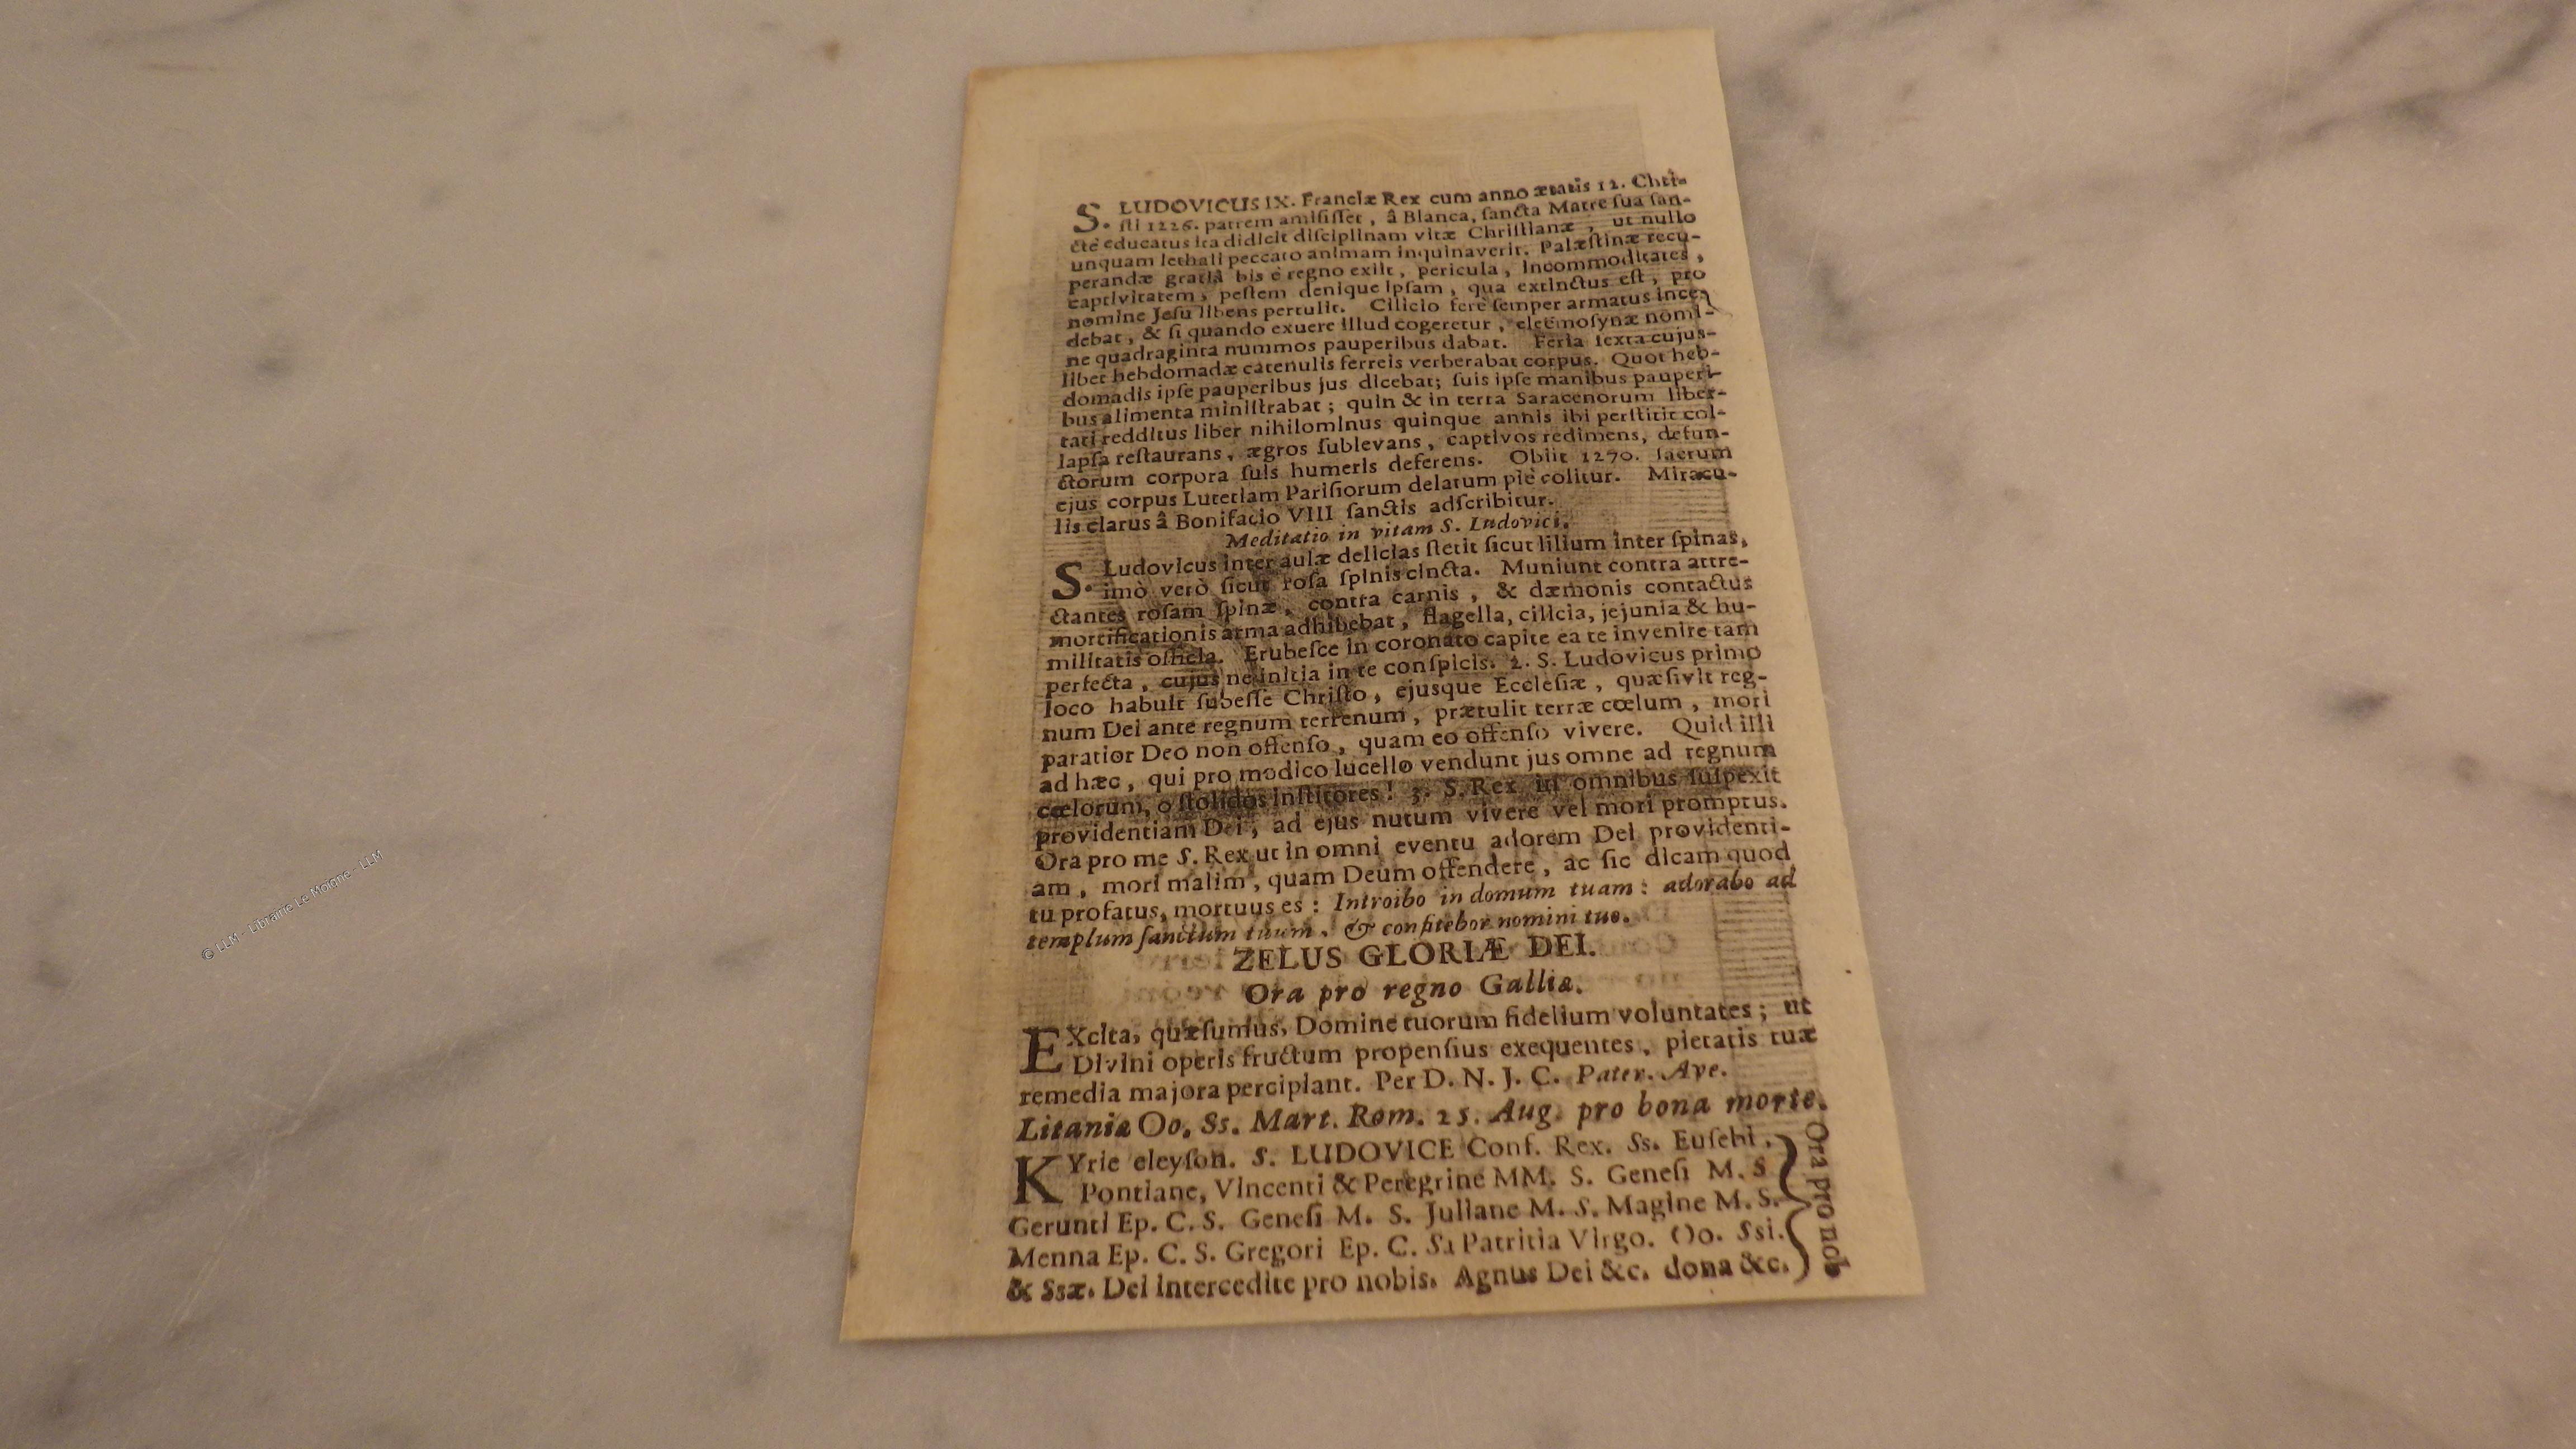 S. LUDOVICUS IX. Franciæ Rex cum anno ætatis 12. Chri-
sti 1226. patrem amisisset, â Blanca, sancta Matre sua san-
ctè educatus ita didicit disciplinam vitæ Christianæ, ut nullo
unquam lethali peccato animam inquinaverit. Palæstinæ recu-
perandæ gratiâ bis è regno exiit, pericula, incommoditates,
captivitatem, pestem denique ipsam, qua extinctus est, pro
nomine Jesu libens pertulit. Cilicio ferè semper armatus ince-
debat, & si quando exuere illud cogeretur, eleemosynæ nomi-
ne quadraginta nummos pauperibus dabat. Feria sexta cujus-
libet hebdomadæ catenulis ferreis verberabat corpus. Quot heb-
domadis ipse pauperibus jus dicebat; suis ipse manibus pauperi-
bus alimenta ministrabat; quin & in terra Saracenorum liber-
tati redditus liber nihilominus quinque annis ibi perstitit col-
lapsa restaurans, ægros sublevans, captivos redimens, defun-
ctorum corpora suis humeris deferens. Obiit 1270. sacrum
ejus corpus Lutetiam Parisiorum delatum piè colitur. Miracu-
lis clarus â Bonifacio VIII sanctis adscribitur.
Meditatio in vitam S. Ludovici.
S. Ludovicus inter aulæ delicias stetit sicut lilium inter spinas,
imò verò sicut rosa spinis cincta. Muniunt contra attre-
ctantes rosam spinæ, contra carnis, & dæmonis contactus
mortificationis arma adhibebat, flagella, cilicia, jejunia & hu-
militatis officia. Erubesce in coronato capite ea te invenire tam
perfecta, cujus ne initia in te conspicis. 2. S. Ludovicus primo
loco habuit subesse Christo, ejusque Ecclesiæ, quæsivit reg-
num Dei ante regnum terrenum, prætulit terræ cœlum, mori
paratior Deo non offenso, quam eo offenso vivere. Quid illi
ad hæc, qui pro modico lucello vendunt jus omne ad regnum
cœlorum, o stolidos institores! 3. S. Rex in omnibus suspexit
providentiam Dei, ad ejus nutum vivere vel mori promptus.
Ora pro me S. Rex ut in omni eventu adorem Dei providenti-
am, mori malim, quam Deum offendere, ac sic dicam quod
tu profatus, mortuus es: Introibo in domum tuam: adorabo ad
templum sanctum tuum, & confitebor nomini tuo.
ZELUS GLORIÆ DEI.
Ora pro regno Galliæ.
EXcita, quæsumus, Domine tuorum fidelium voluntates; ut
Divini operis fructum propensius exequentes, pietatis tuæ
remedia majora percipiant. Per D. N. J. C. Pater. Ave.
Litaniæ Oo. Ss. Mart. Rom. 25. Aug. pro bona morte.
KYrie eleyson. S. LUDOVICE Conf. Rex. Ss. Eusebi,
Pontiane, Vincenti & Peregrine MM. S. Genesi M. S
Gerunti Ep. C. S. Genesi M. S. Juliane M. S. Magine M. S.
Menna Ep. C. S. Gregori Ep. C. S. Patritia Virgo. Oo. Ssi.
& Ssæ. Dei intercedite pro nobis. Agnus Dei &c. dona &c.
Ora pro nob
© LLM - Librairie Le Moigne - LLM